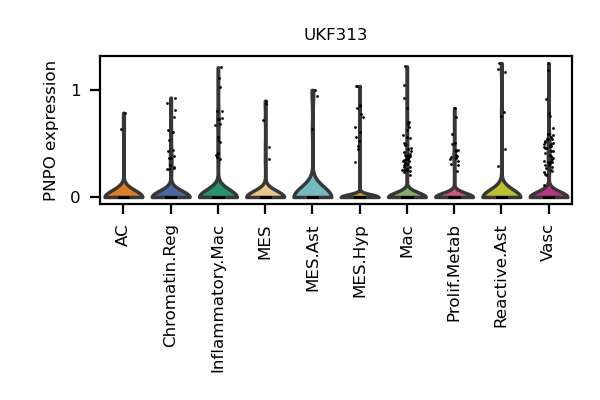 UKF313
PNPO expression
1
0
AC
Chromatin.Reg
Inflammatory.Mac
MES
MES.Ast
MES.Hyp
Mac
Prolif.Metab
Reactive.Ast
Vasc